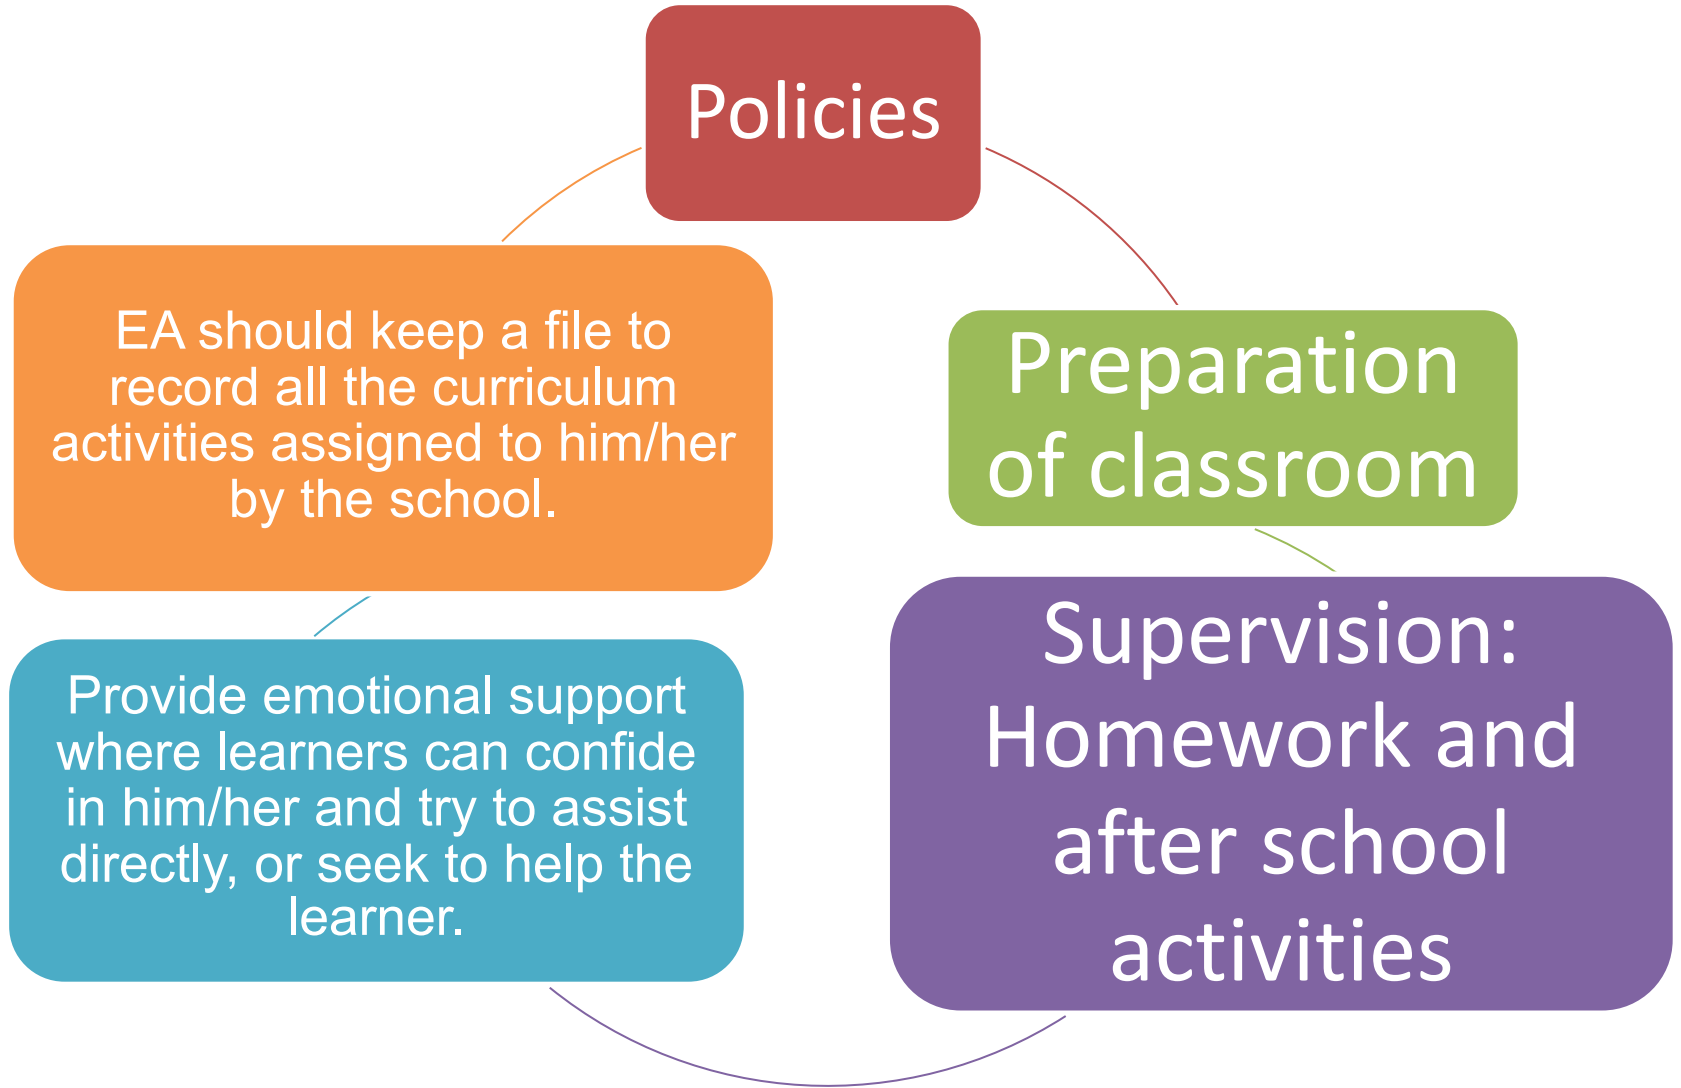 Policies
Preparation
of classroom
Supervision:
Homework and
after school
activities
Provide emotional support
where learners can confide
in him/her and try to assist
directly, or seek to help the
learner.
EA should keep a file to
record all the curriculum
activities assigned to him/her
by the school.